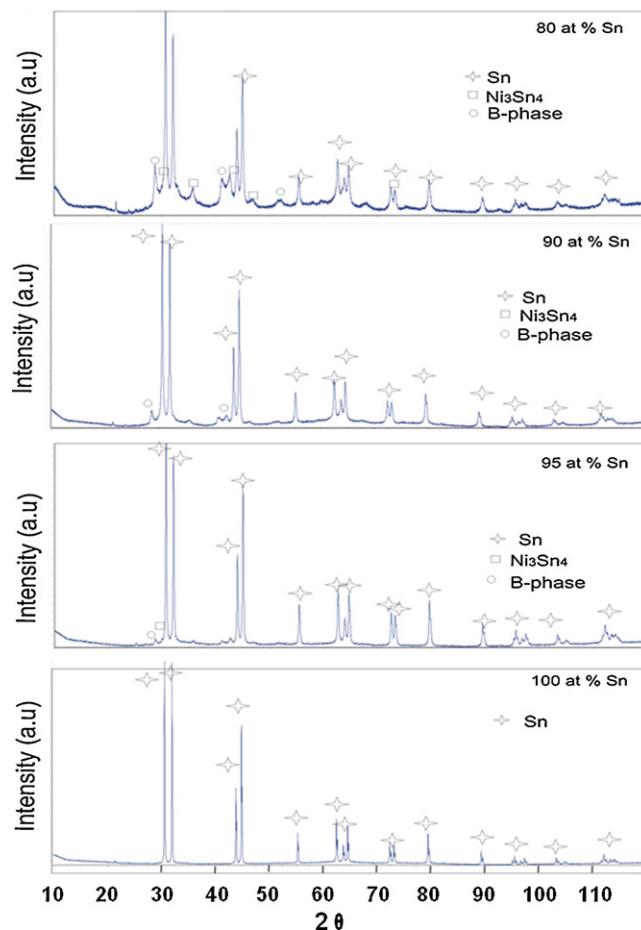 80 at % Sn
Intensity (a.u)
Sn
Ni₃Sn₄
B-phase
90 at % Sn
Intensity (a.u)
Sn
Ni₃Sn₄
B-phase
95 at % Sn
Intensity (a.u)
Sn
Ni₃Sn₄
B-phase
100 at % Sn
Intensity (a.u)
Sn
10 20 30 40 50 60 70 80 90 100 110
2 θ